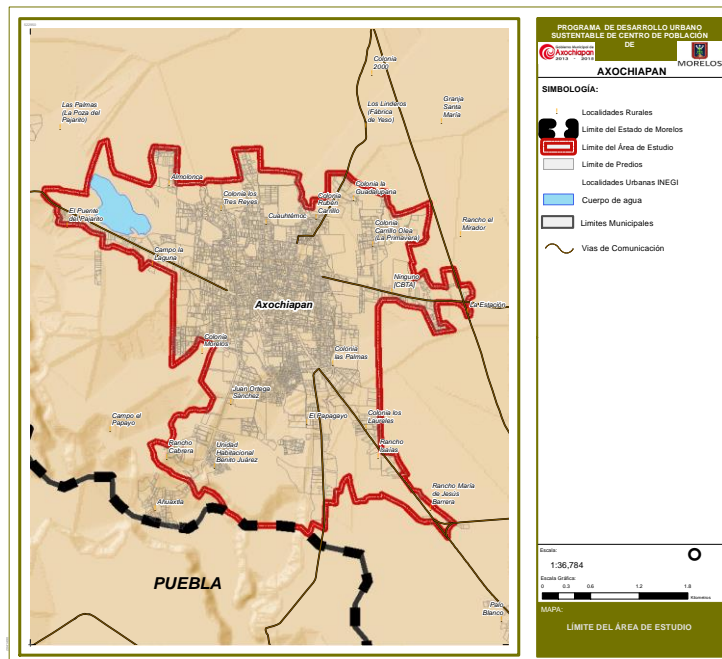 Colonia
2000
Las Palmas
(La Poza del
Pajarito)
Los Linderos
(Fábrica
de Yeso)
Granja
Santa
María
Almolonca
Colonia la
Guadalupana
Colonia los
Tres Reyes
Colonia
Rubén
Carrillo
El Puente
del Pajarito
Cuauhtémoc
Colonia
Carrillo Olea
(La Primavera)
Rancho el
Mirador
Campo la
Laguna
Ninguno
(CBTA)
Axochiapan
La Estación
Colonia
Morelos
Colonia
las Palmas
Juan Ortega
Sánchez
Campo el
Papayo
El Papagayo
Colonia los
Laureles
Rancho
Cabrera
Unidad
Habitacional
Benito Juárez
Rancho
Isaías
Rancho María
de Jesús
Barrera
Ahuaxtla
PUEBLA
Palo
Blanco
PROGRAMA DE DESARROLLO URBANO
SUSTENTABLE DE CENTRO DE POBLACIÓN
DE
Axochiapan
2013 - 2015
MORELOS
AXOCHIAPAN
SIMBOLOGÍA:
Localidades Rurales
Límite del Estado de Morelos
Límite del Área de Estudio
Límite de Predios
Localidades Urbanas INEGI
Cuerpo de agua
Limites Municipales
Vias de Comunicación
Escala:
1:36,784
Escala Gráfica:
0 0.3 0.6 1.2 1.8
Kilómetros
MAPA:
LÍMITE DEL ÁREA DE ESTUDIO